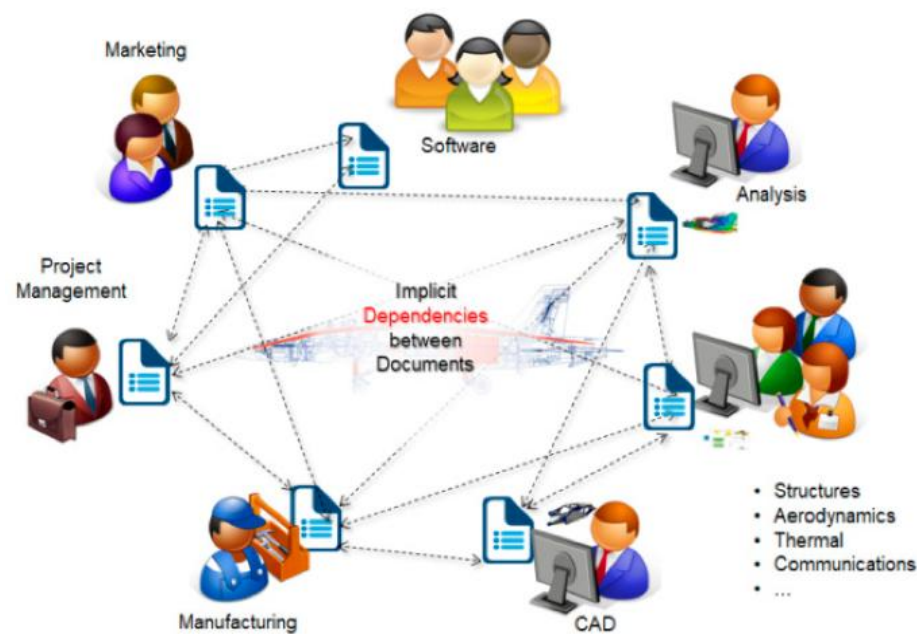 Marketing
Software
Analysis
Project
Management
Implicit
Dependencies
between
Documents
• Structures
• Aerodynamics
• Thermal
• Communications
• ...
Manufacturing
CAD